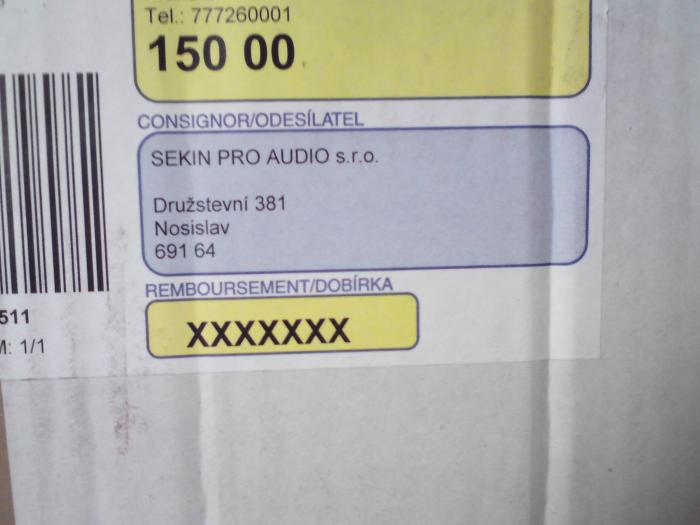 Tel.: 777260001
150 00
CONSIGNOR/ODESÍLATEL
SEKIN PRO AUDIO s.r.o.
Družstevní 381
Nosislav
691 64
REMBOURSEMENT/DOBÍRKA
XXXXXXX
511
M: 1/1